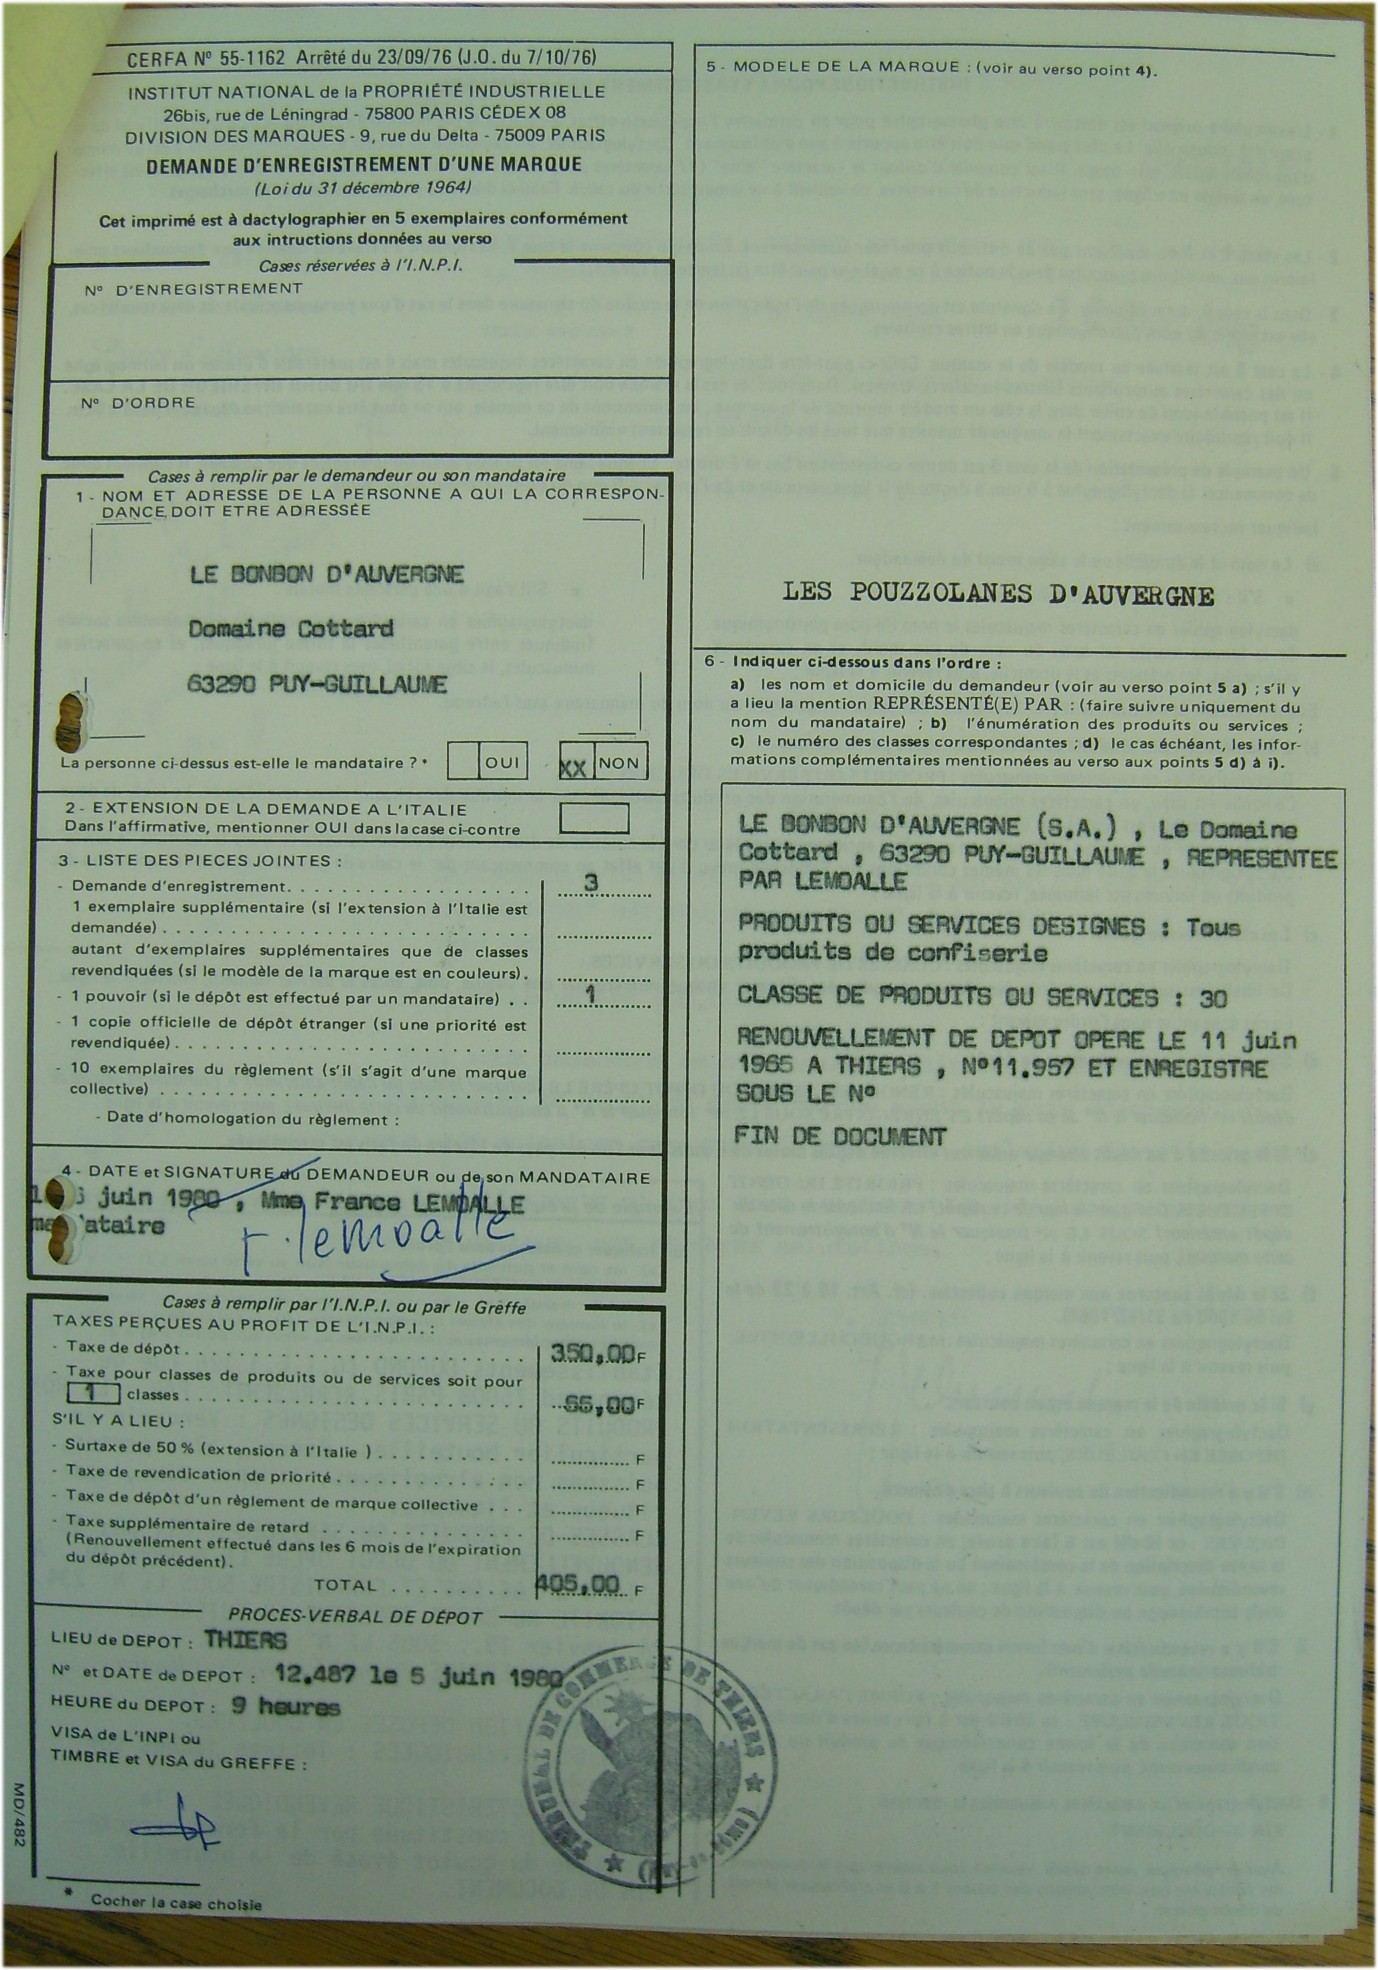 CERFA Nº 55-1162 Arrêté du 23/09/76 (J.O. du 7/10/76)
INSTITUT NATIONAL de la PROPRIÉTÉ INDUSTRIELLE
26bis, rue de Léningrad - 75800 PARIS CÉDEX 08
DIVISION DES MARQUES - 9, rue du Delta - 75009 PARIS
DEMANDE D'ENREGISTREMENT D'UNE MARQUE
(Loi du 31 décembre 1964)
Cet imprimé est à dactylographier en 5 exemplaires conformément
aux intructions données au verso
Cases réservées à l'I.N.P.I.
Nº D'ENREGISTREMENT
Nº D'ORDRE
Cases à remplir par le demandeur ou son mandataire
1 - NOM ET ADRESSE DE LA PERSONNE A QUI LA CORRESPON-
DANCE DOIT ETRE ADRESSÉE
LE BONBON D'AUVERGNE
Domaine Cottard
63290 PUY-GUILLAUME
La personne ci-dessus est-elle le mandataire ? * OUI XX NON
2 - EXTENSION DE LA DEMANDE A L'ITALIE
Dans l'affirmative, mentionner OUI dans la case ci-contre
3 - LISTE DES PIECES JOINTES :
- Demande d'enregistrement. . . . . . . . . . . . . . . . . . 3
1 exemplaire supplémentaire (si l'extension à l'Italie est
demandée) . . . . . . . . . . . . . . . . . . . . . . . . . .
autant d'exemplaires supplémentaires que de classes
revendiquées (si le modèle de la marque est en couleurs).
- 1 pouvoir (si le dépôt est effectué par un mandataire) . . 1
- 1 copie officielle de dépôt étranger (si une priorité est
revendiquée) . . . . . . . . . . . . . . . . . . . . . . . .
- 10 exemplaires du règlement (s'il s'agit d'une marque
collective) . . . . . . . . . . . . . . . . . . . . . . . . .
- Date d'homologation du règlement :
4 - DATE et SIGNATURE du DEMANDEUR ou de son MANDATAIRE
juin 1980 , Mme France LEMOALLE
ataire
F. lemoalle
Cases à remplir par l'I.N.P.I. ou par le Greffe
TAXES PERÇUES AU PROFIT DE L'I.N.P.I. :
- Taxe de dépôt . . . . . . . . . . . . . . . . . . . . . . . . 350,00 F
- Taxe pour classes de produits ou de services soit pour
1 classes . . . . . . . . . . . . . . . . . . . . . . . . 55,00 F
S'IL Y A LIEU :
- Surtaxe de 50 % (extension à l'Italie ) . . . . . . . . . . . F
- Taxe de revendication de priorité . . . . . . . . . . . . . . F
- Taxe de dépôt d'un règlement de marque collective . . . F
- Taxe supplémentaire de retard . . . . . . . . . . . . . . . . F
(Renouvellement effectué dans les 6 mois de l'expiration
du dépôt précédent).
TOTAL . . . . . . . . . . 405,00 F
PROCES-VERBAL DE DÉPOT
LIEU de DEPOT : THIERS
Nº et DATE de DEPOT : 12.487 le 5 juin 1980
HEURE du DEPOT : 9 heures
VISA de L'INPI ou
TIMBRE et VISA du GREFFE :
TRIBUNAL DE COMMERCE DE THIERS
MD/482
* Cocher la case choisie
5 - MODELE DE LA MARQUE : (voir au verso point 4).
LES POUZZOLANES D'AUVERGNE
6 - Indiquer ci-dessous dans l'ordre :
a) les nom et domicile du demandeur (voir au verso point 5 a) ; s'il y
a lieu la mention REPRÉSENTÉ(E) PAR : (faire suivre uniquement du
nom du mandataire) ; b) l'énumération des produits ou services ;
c) le numéro des classes correspondantes ; d) le cas échéant, les infor-
mations complémentaires mentionnées au verso aux points 5 d) à i).
LE BONBON D'AUVERGNE (S.A.) , Le Domaine
Cottard , 63290 PUY-GUILLAUME , REPRESENTEE
PAR LEMOALLE
PRODUITS OU SERVICES DESIGNES : Tous
produits de confiserie
CLASSE DE PRODUITS OU SERVICES : 30
RENOUVELLEMENT DE DEPOT OPERE LE 11 juin
1965 A THIERS , Nº11.957 ET ENREGISTRE
SOUS LE Nº
FIN DE DOCUMENT